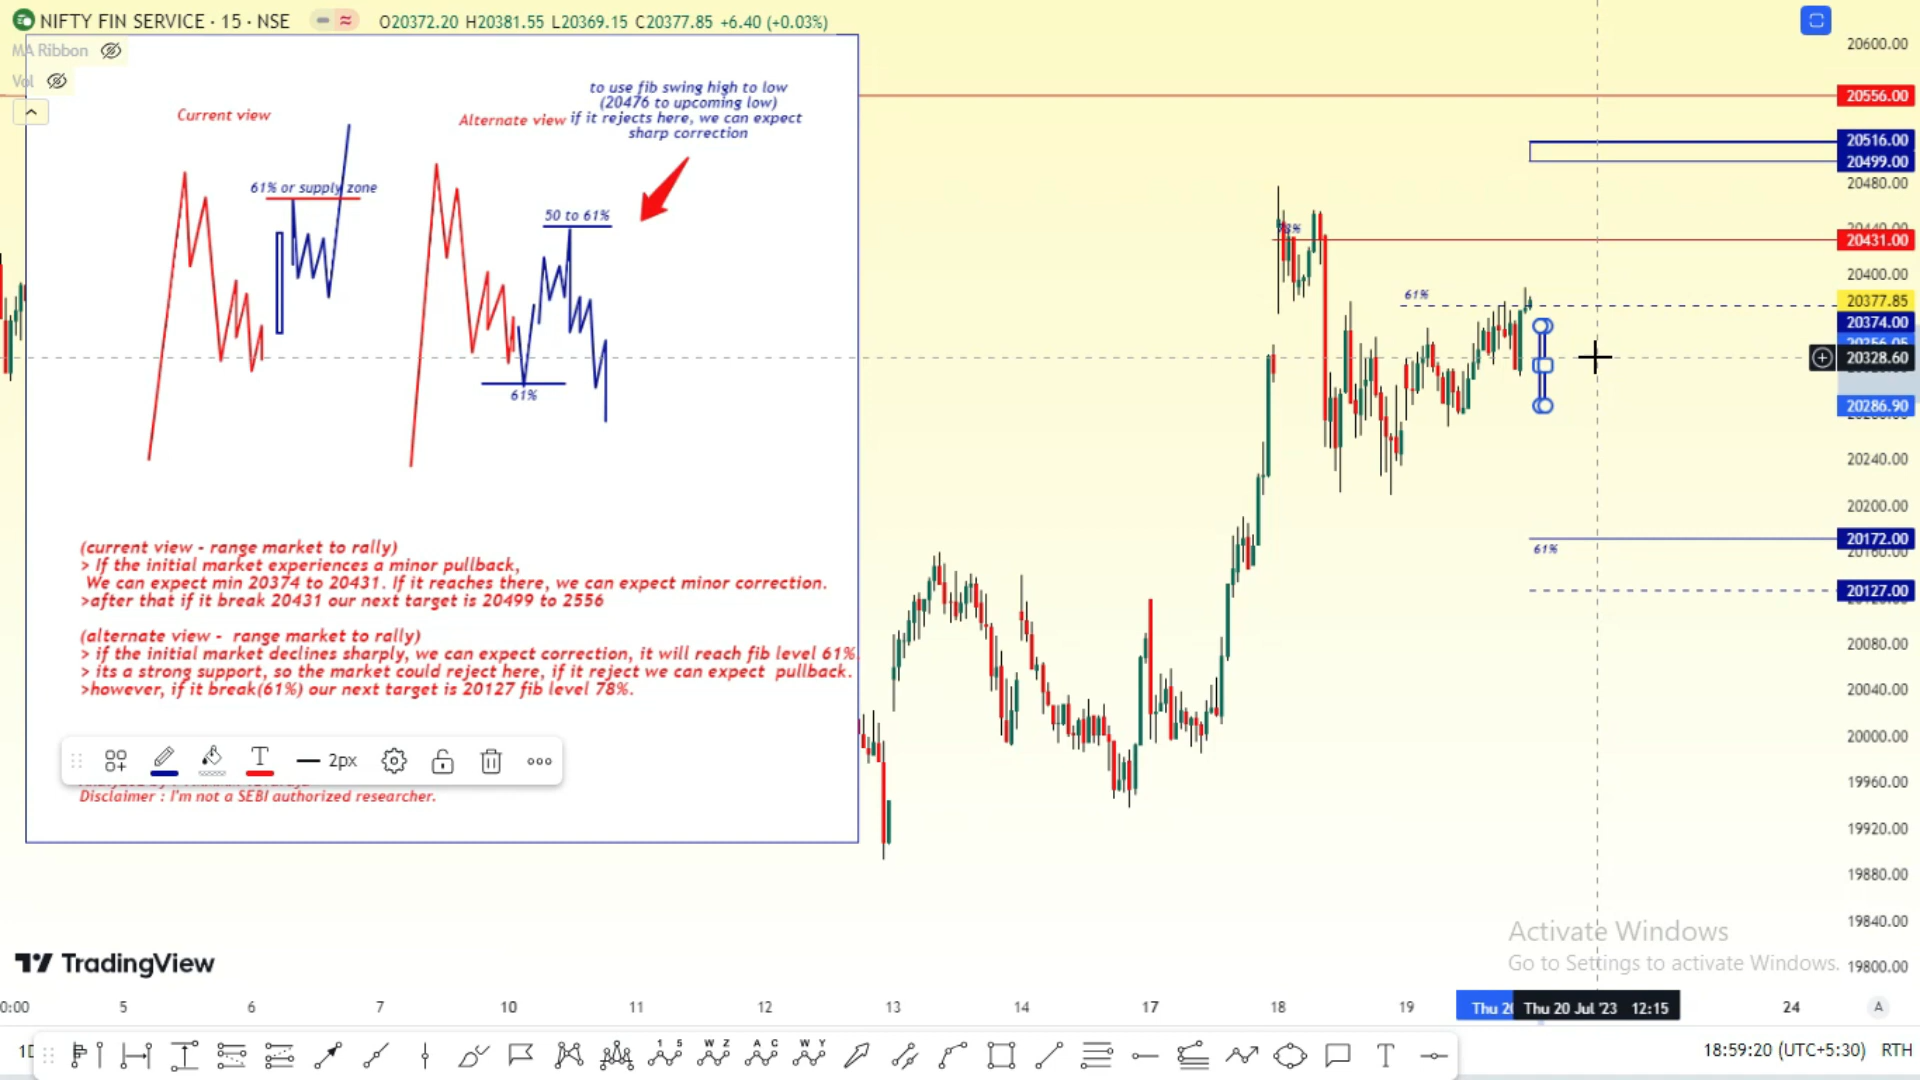 NIFTY FIN SERVICE · 15 · NSE O20372.20 H20381.55 L20369.15 C20377.85 +6.40 (+0.03%)
MA Ribbon
Vol
to use fib swing high to low
(20476 to upcoming low)
if it rejects here, we can expect
sharp correction
Current view
Alternate view
61% or supply zone
50 to 61%
61%
(current view - range market to rally)
> If the initial market experiences a minor pullback,
We can expect min 20374 to 20431. If it reaches there, we can expect minor correction.
>after that if it break 20431 our next target is 20499 to 2556
(alternate view - range market to rally)
> if the initial market declines sharply, we can expect correction, it will reach fib level 61%.
> its a strong support, so the market could reject here, if it reject we can expect pullback.
>however, if it break(61%) our next target is 20127 fib level 78%.
2px
Disclaimer : I'm not a SEBI authorized researcher.
61%
61%
20600.00
20556.00
20516.00
20499.00
20480.00
20431.00
20400.00
20377.85
20374.00
20328.60
20286.90
20240.00
20200.00
20172.00
20127.00
20080.00
20040.00
20000.00
19960.00
19920.00
19880.00
19840.00
19800.00
Activate Windows
Go to Settings to activate Windows.
TradingView
0:00 5 6 7 10 11 12 13 14 17 18 19 Thu 20 Thu 20 Jul '23 12:15 24 A
18:59:20 (UTC+5:30) RTH